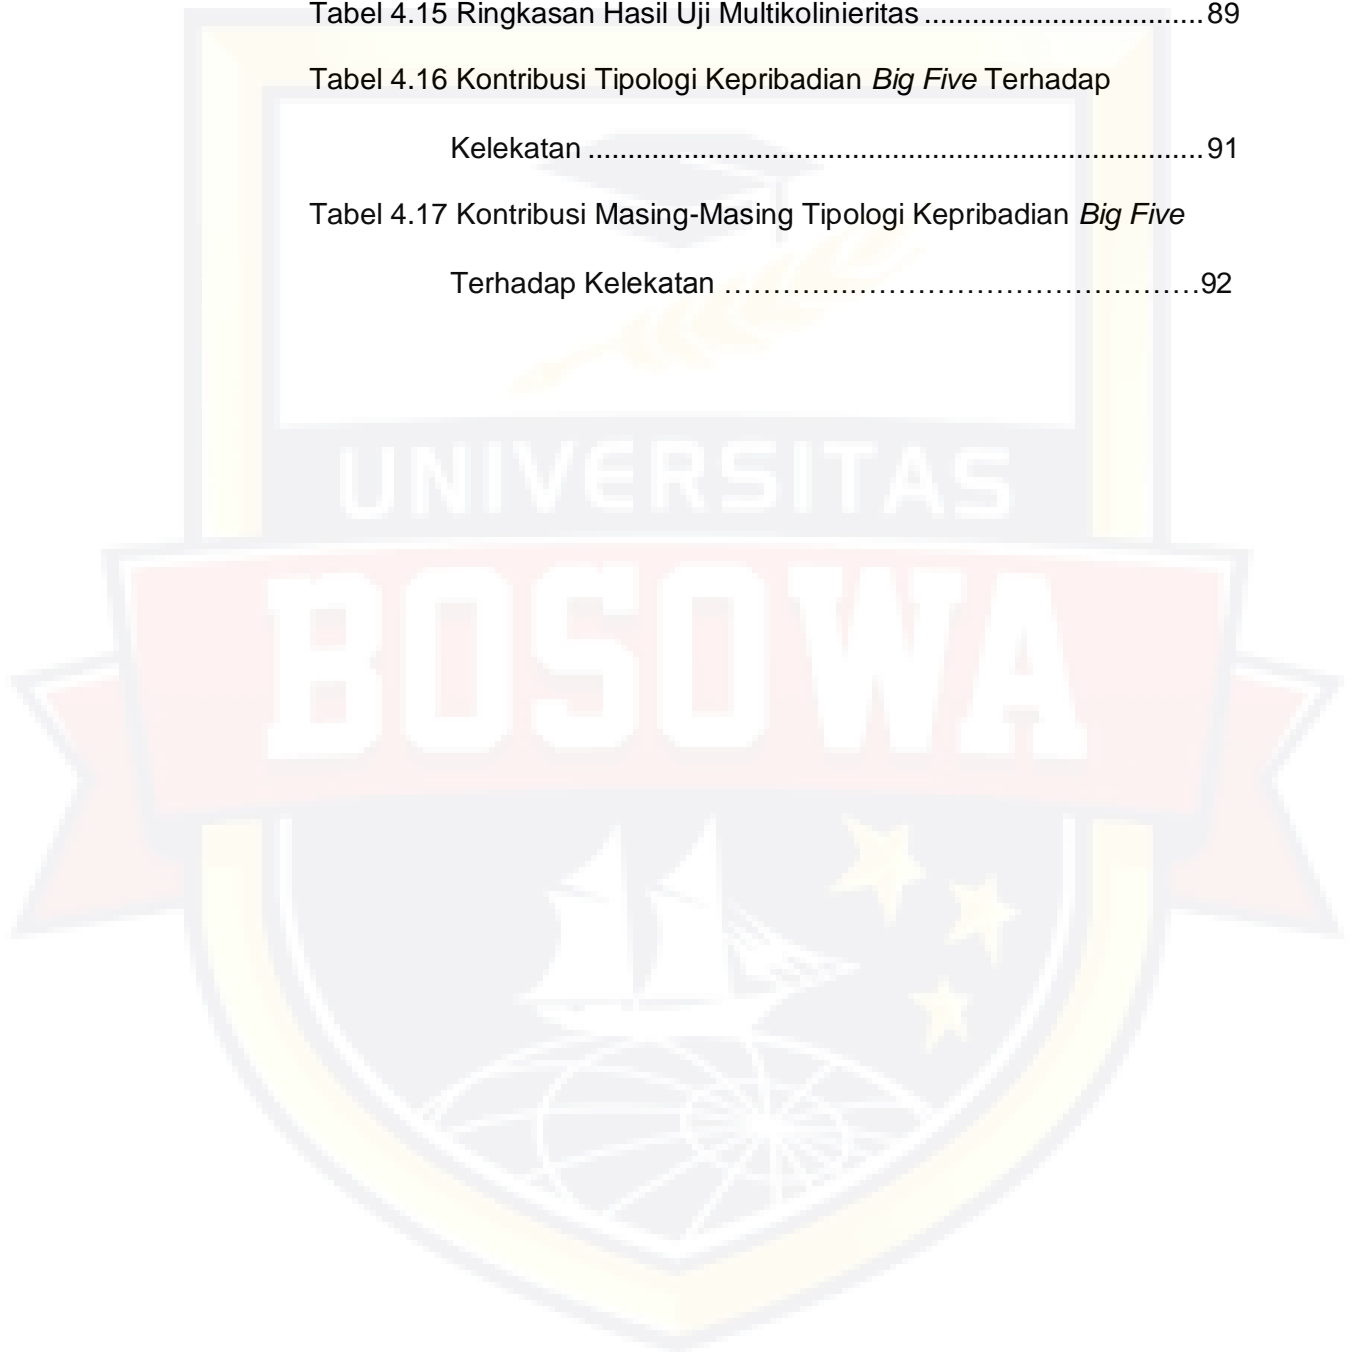 Tabel 4.15 Ringkasan Hasil Uji Multikolinieritas ................................... 89
Tabel 4.16 Kontribusi Tipologi Kepribadian Big Five Terhadap
Kelekatan ............................................................................. 91
Tabel 4.17 Kontribusi Masing-Masing Tipologi Kepribadian Big Five
Terhadap Kelekatan …………..……………………………………92
UNIVERSITAS
BOSOWA